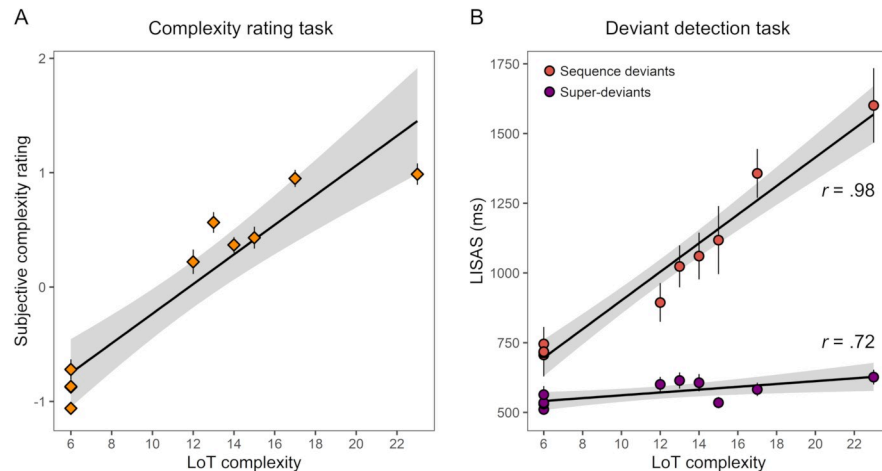 A
Complexity rating task
Subjective complexity rating
2
1
0
-1
6
8
10
12
14
16
18
20
22
LoT complexity
B
Deviant detection task
LISAS (ms)
1750
1500
1250
1000
750
500
Sequence deviants
Super-deviants
r = .98
r = .72
6
8
10
12
14
16
18
20
22
LoT complexity